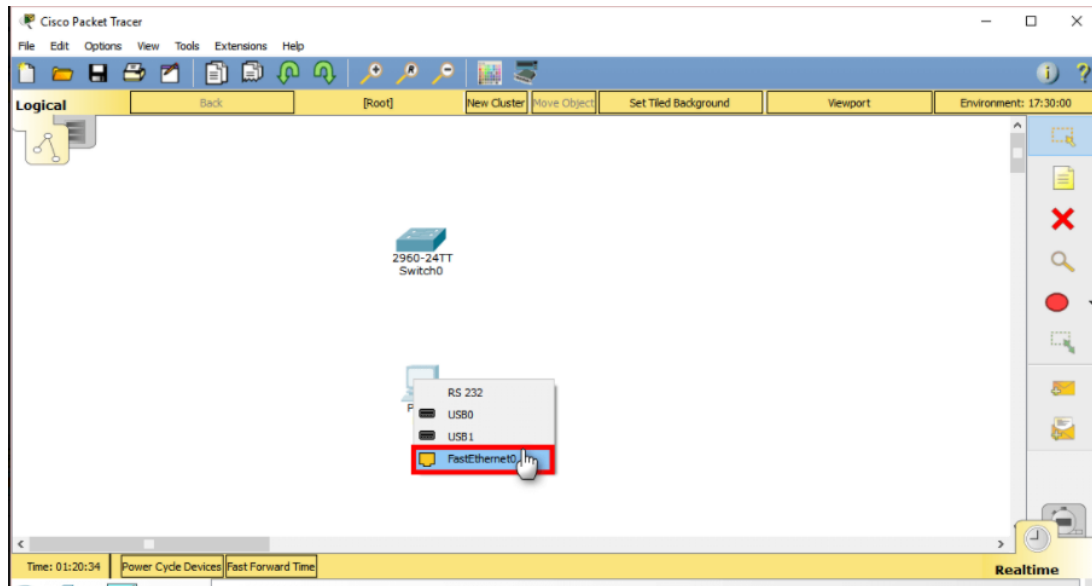 Cisco Packet Tracer
File Edit Options View Tools Extensions Help
Logical Back [Root] New Cluster Move Object Set Tiled Background Viewport Environment: 17:30:00
2960-24TT
Switch0
RS 232
P
USB0
USB1
FastEthernet0
Time: 01:20:34 Power Cycle Devices Fast Forward Time Realtime